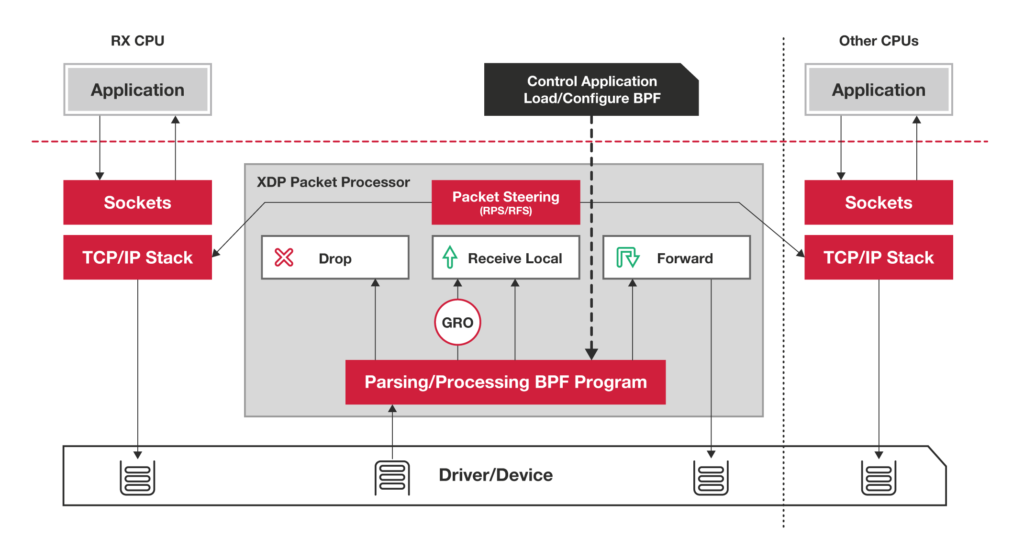 RX CPU
Other CPUs
Application
Control Application
Load/Configure BPF
Application
XDP Packet Processor
Sockets
Packet Steering
(RPS/RFS)
Sockets
TCP/IP Stack
Drop
Receive Local
Forward
TCP/IP Stack
GRO
Parsing/Processing BPF Program
Driver/Device